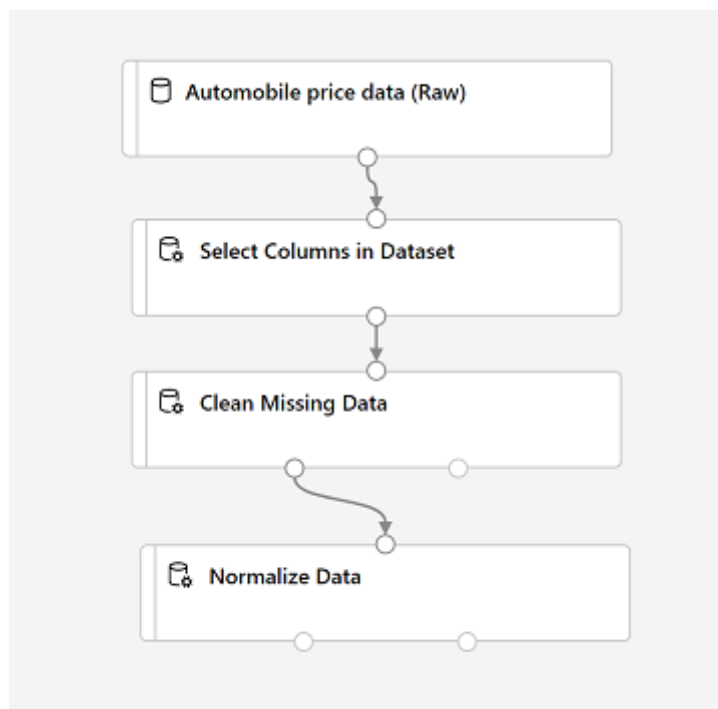 Automobile price data (Raw)
Select Columns in Dataset
Clean Missing Data
Normalize Data